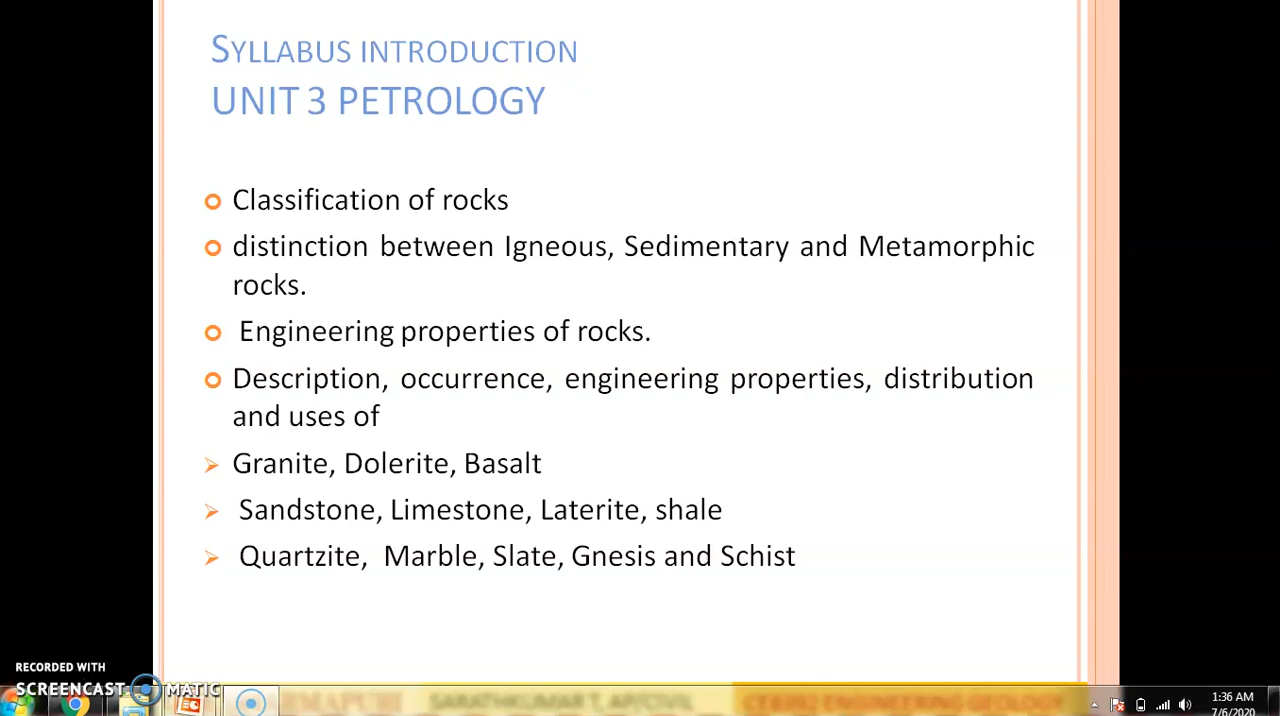 SYLLABUS INTRODUCTION
UNIT 3 PETROLOGY
Classification of rocks
distinction between Igneous, Sedimentary and Metamorphic
rocks.
Engineering properties of rocks.
Description, occurrence, engineering properties, distribution
and uses of
Granite, Dolerite, Basalt
Sandstone, Limestone, Laterite, shale
Quartzite, Marble, Slate, Gnesis and Schist
RECORDED WITH
SCREENCAST MATIC
1:36 AM
7/6/2020